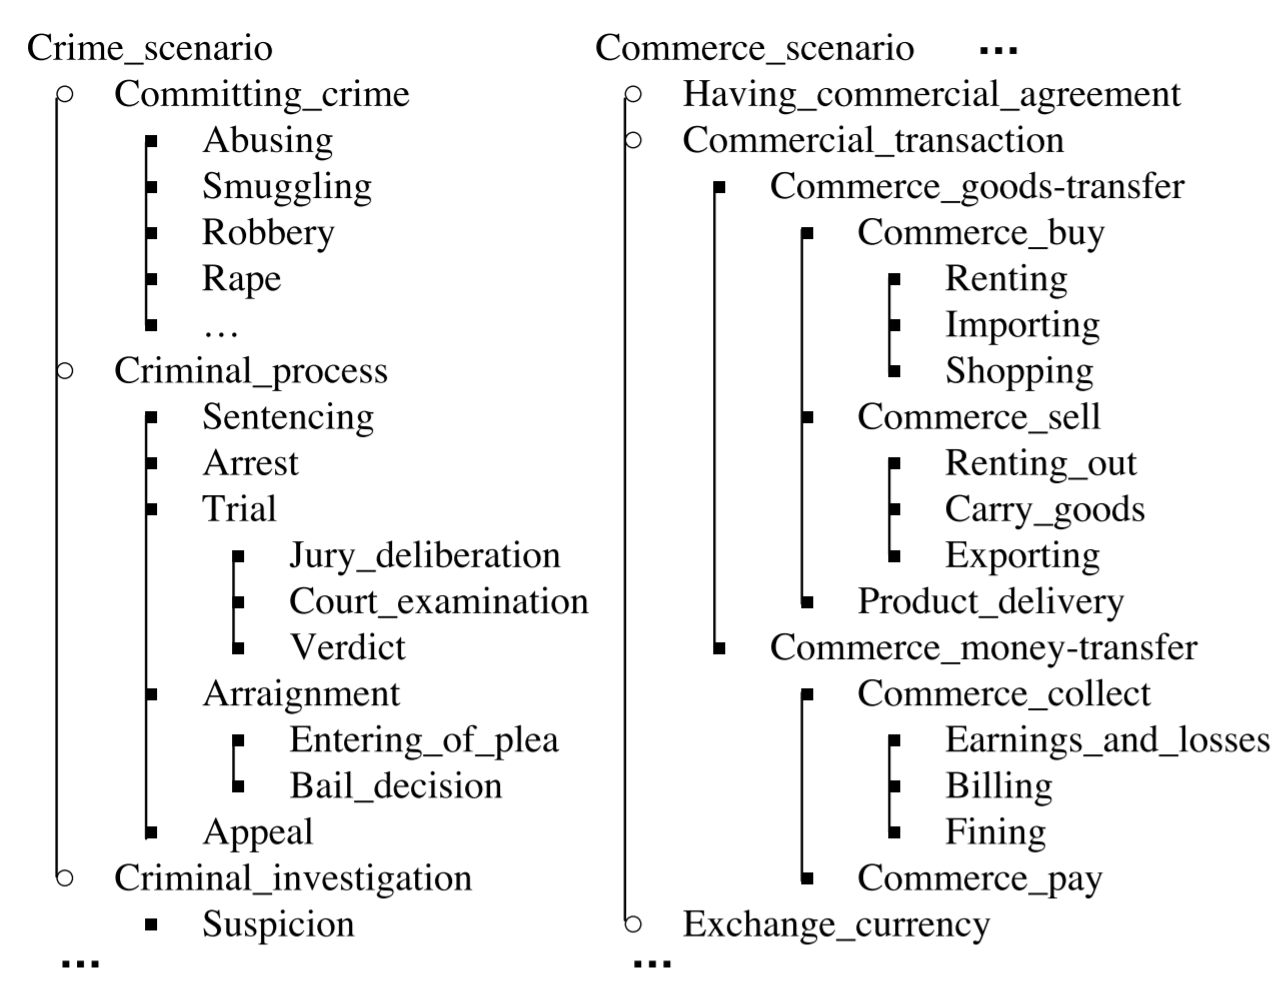 Crime_scenario
Committing_crime
Abusing
Smuggling
Robbery
Rape
…
Criminal_process
Sentencing
Arrest
Trial
Jury_deliberation
Court_examination
Verdict
Arraignment
Entering_of_plea
Bail_decision
Appeal
Criminal_investigation
Suspicion
...
Commerce_scenario ...
Having_commercial_agreement
Commercial_transaction
Commerce_goods-transfer
Commerce_buy
Renting
Importing
Shopping
Commerce_sell
Renting_out
Carry_goods
Exporting
Product_delivery
Commerce_money-transfer
Commerce_collect
Earnings_and_losses
Billing
Fining
Commerce_pay
Exchange_currency
...